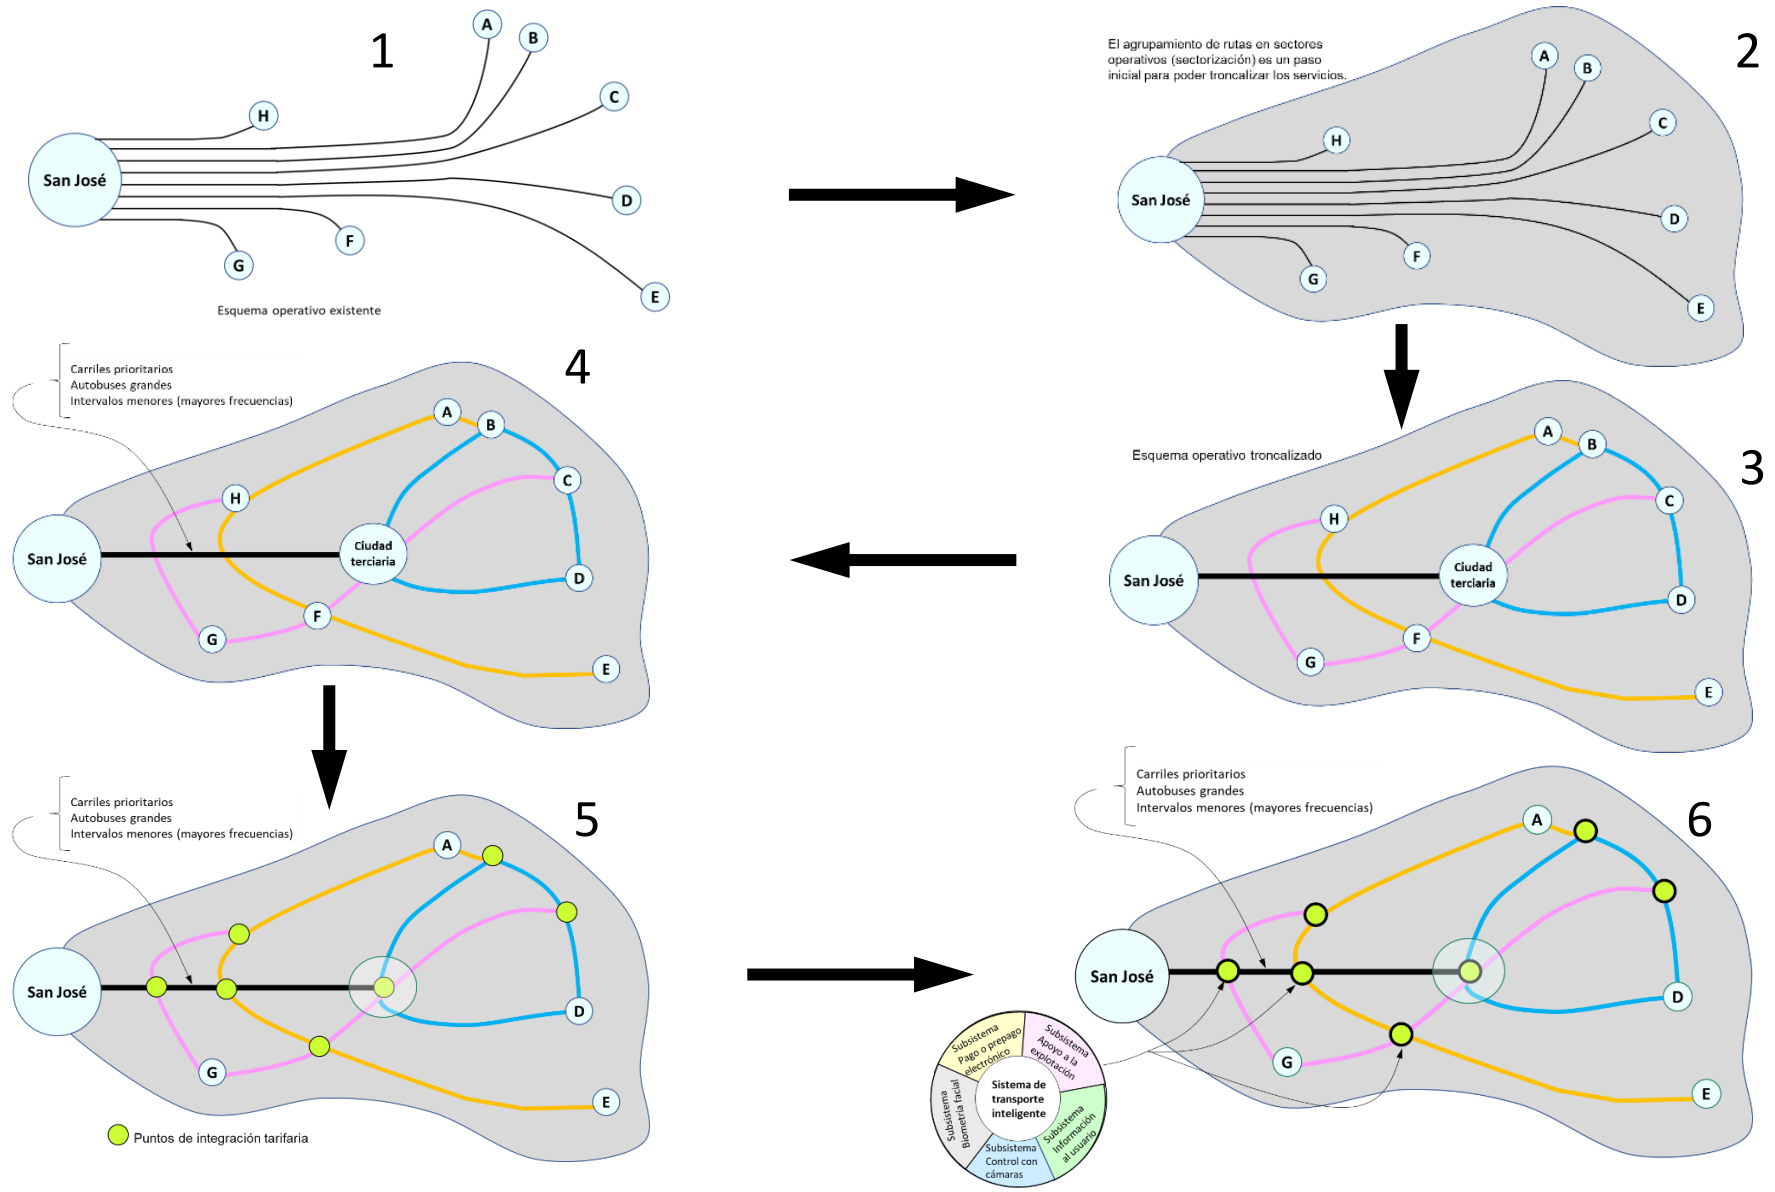 1
A
B
C
H
San José
D
F
G
E
Esquema operativo existente
2
El agrupamiento de rutas en sectores
operativos (sectorización) es un paso
inicial para poder troncalizar los servicios.
A
B
C
H
San José
D
F
G
E
3
Esquema operativo troncalizado
A
B
C
H
San José
Ciudad
terciaria
D
F
G
E
4
Carriles prioritarios
Autobuses grandes
Intervalos menores (mayores frecuencias)
A
B
C
H
San José
Ciudad
terciaria
D
F
G
E
5
Carriles prioritarios
Autobuses grandes
Intervalos menores (mayores frecuencias)
A
San José
D
G
E
Puntos de integración tarifaria
6
Carriles prioritarios
Autobuses grandes
Intervalos menores (mayores frecuencias)
A
San José
D
G
E
Subsistema
Pago o prepago
electrónico
Subsistema
Apoyo a la
explotación
Sistema de
transporte
inteligente
Subsistema
Biometría facial
Subsistema
Información
al usuario
Subsistema
Control con
cámaras